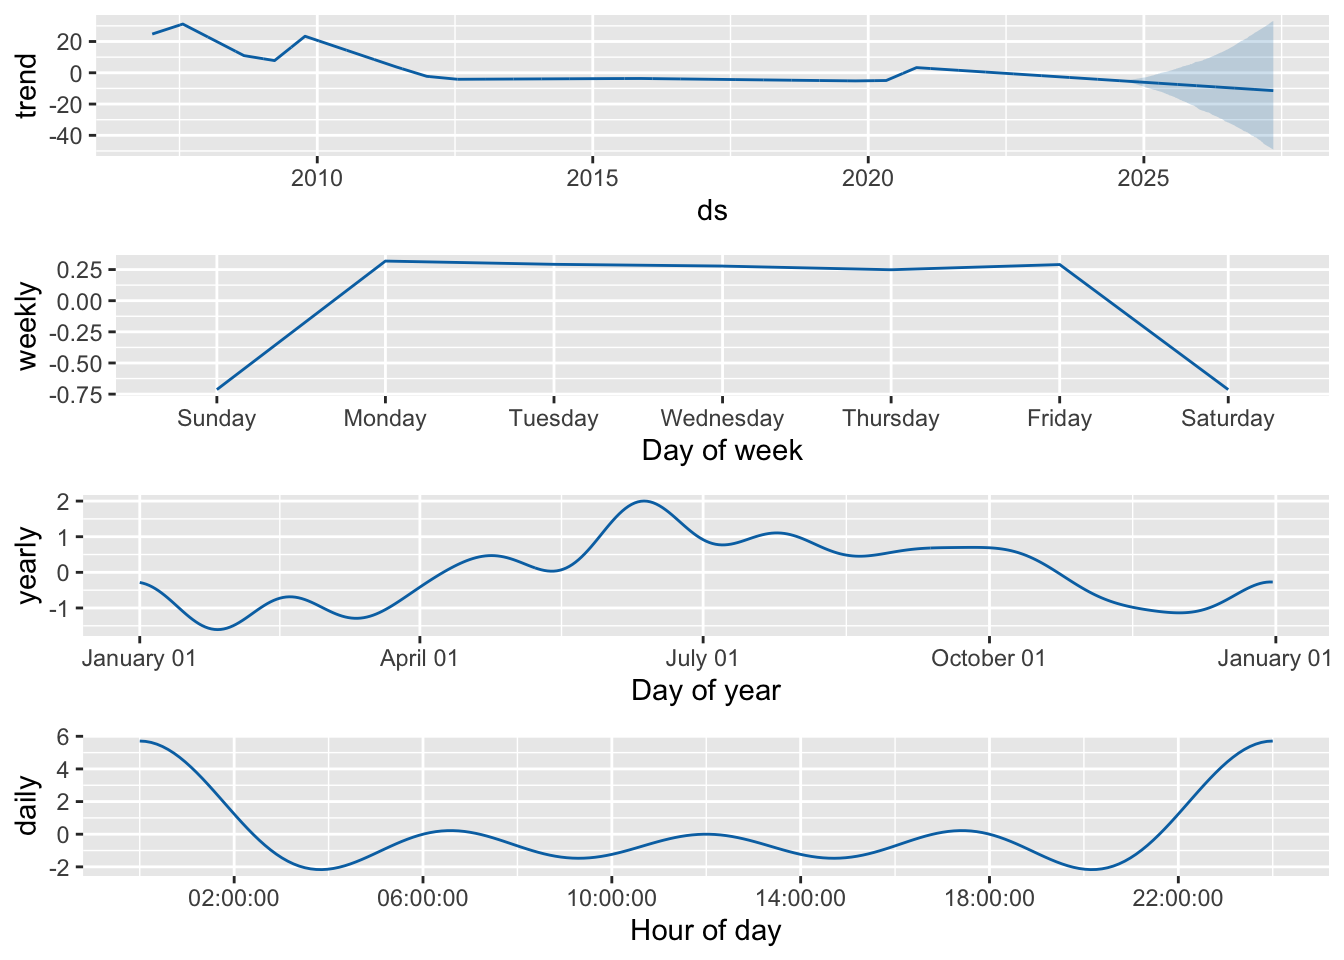 trend
20
0
-20
-40
2010 2015 2020 2025
ds
weekly
0.25
0.00
-0.25
-0.50
-0.75
Sunday Monday Tuesday Wednesday Thursday Friday Saturday
Day of week
yearly
2
1
0
-1
January 01 April 01 July 01 October 01 January 01
Day of year
daily
6
4
2
0
-2
02:00:00 06:00:00 10:00:00 14:00:00 18:00:00 22:00:00
Hour of day